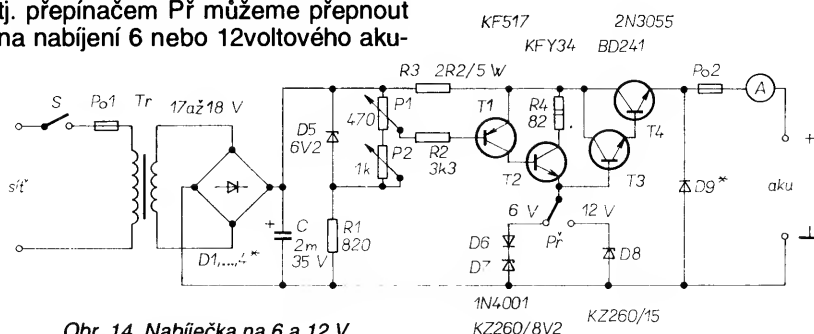 tj. přepínačem Př můžeme přepnout
na nabíjení 6 nebo 12voltového aku-
KF517
2N3055
KFY34 BD241
R3 2R2/5 W
Po2
S Po1 Tr 17až18 V
P1
470
T1
R4
82
A
D5
6V2
P2
1k
R2
3k3
T2
T4
T3
+
síť
6 V 12 V
D9*
aku
+
C
2m
35 V
R1
820
Př
D6
D7
D8
D1,...,4*
1N4001
KZ260/8V2
KZ260/15
Obr. 14. Nabíječka na 6 a 12 V